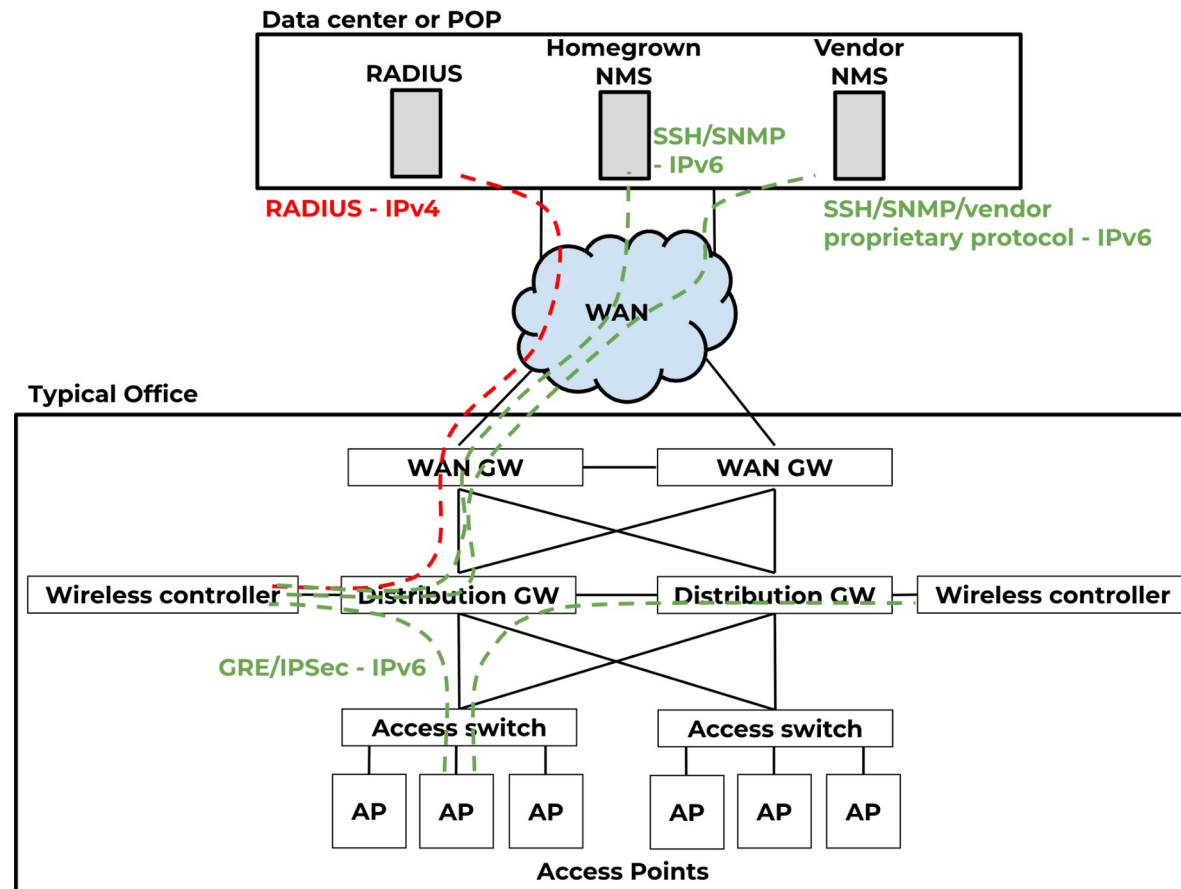 Data center or POP
RADIUS
Homegrown
NMS
Vendor
NMS
SSH/SNMP
- IPv6
RADIUS - IPv4
SSH/SNMP/vendor
proprietary protocol - IPv6
WAN
Typical Office
WAN GW
WAN GW
Wireless controller
Distribution GW
Distribution GW
Wireless controller
GRE/IPSec - IPv6
Access switch
Access switch
AP
AP
AP
AP
AP
AP
Access Points